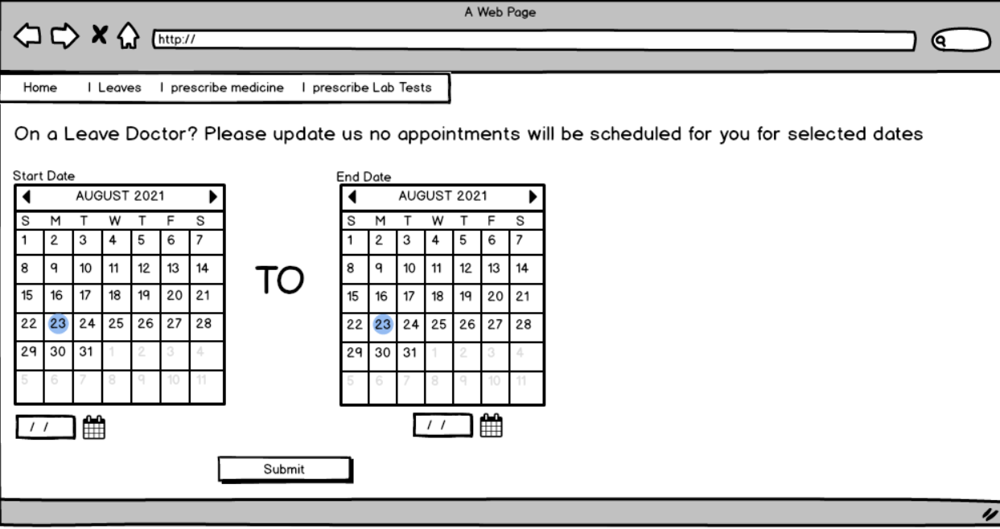 A Web Page
http://
Home | Leaves | prescribe medicine | prescribe Lab Tests
On a Leave Doctor? Please update us no appointments will be scheduled for you for selected dates
Start Date
AUGUST 2021
S M T W T F S
1 2 3 4 5 6 7
8 9 10 11 12 13 14
15 16 17 18 19 20 21
22 23 24 25 26 27 28
29 30 31 1 2 3 4
5 6 7 8 9 10 11
/ /
TO
End Date
AUGUST 2021
S M T W T F S
1 2 3 4 5 6 7
8 9 10 11 12 13 14
15 16 17 18 19 20 21
22 23 24 25 26 27 28
29 30 31 1 2 3 4
5 6 7 8 9 10 11
/ /
Submit